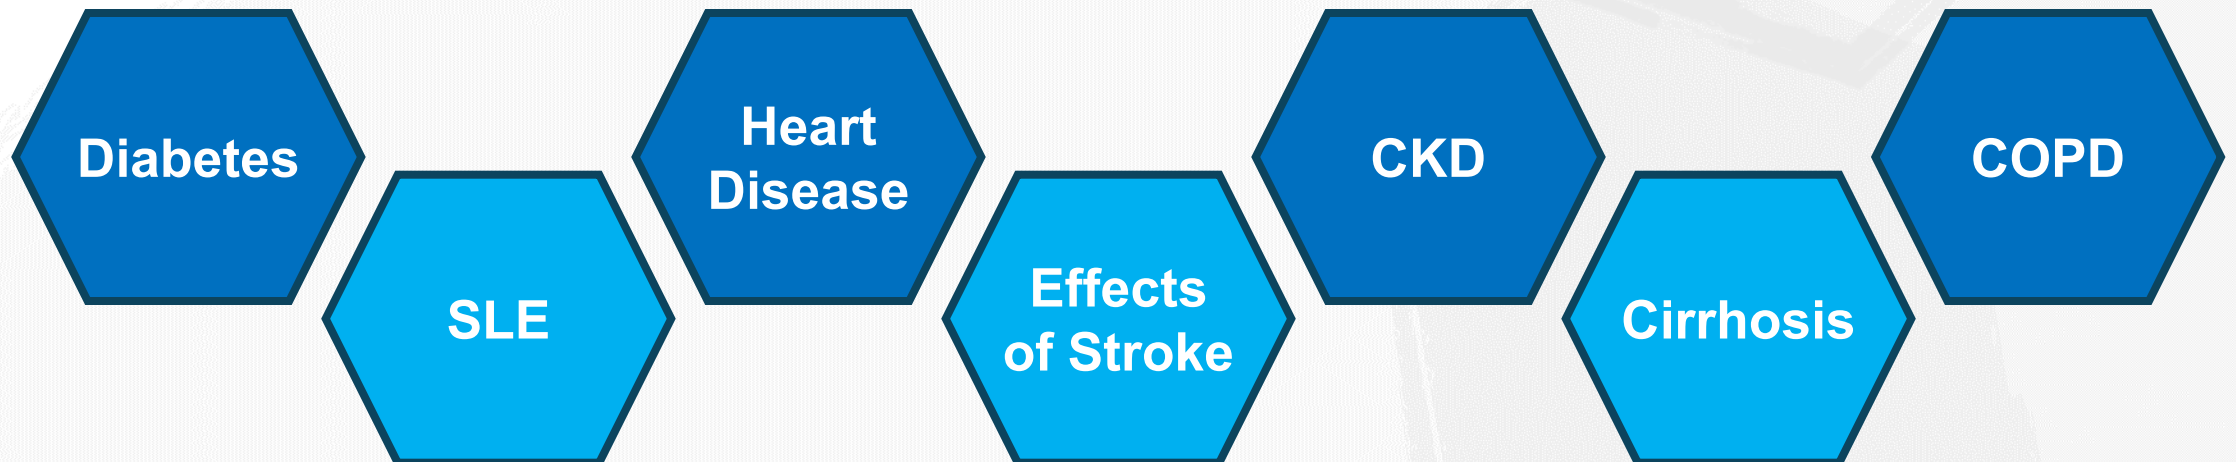 Diabetes
SLE
Heart
Disease
Effects
of Stroke
CKD
Cirrhosis
COPD